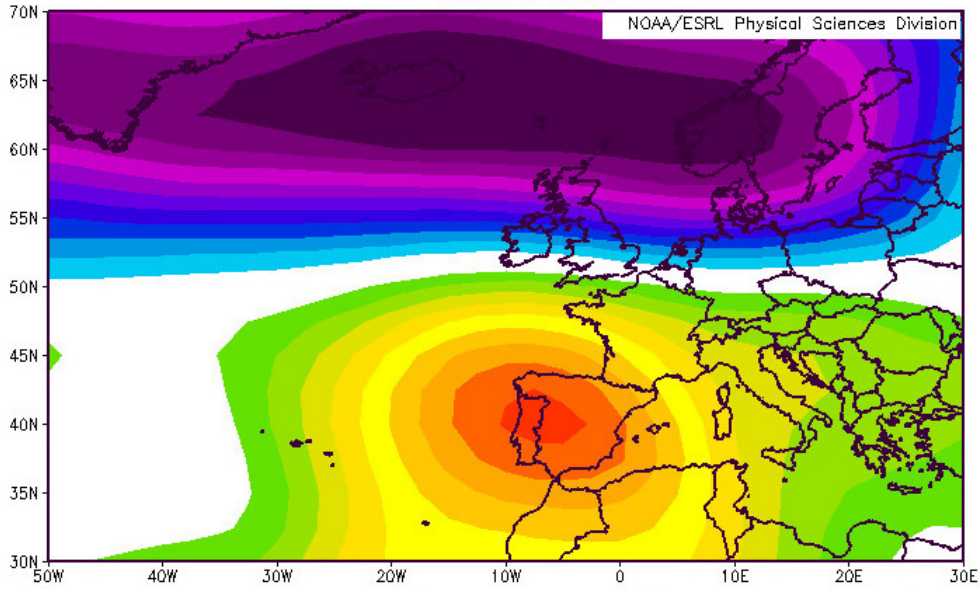 70N
NOAA/ESRL Physical Sciences Division
65N
60N
55N
50N
45N
40N
35N
30N
50W 40W 30W 20W 10W 0 10E 20E 30E